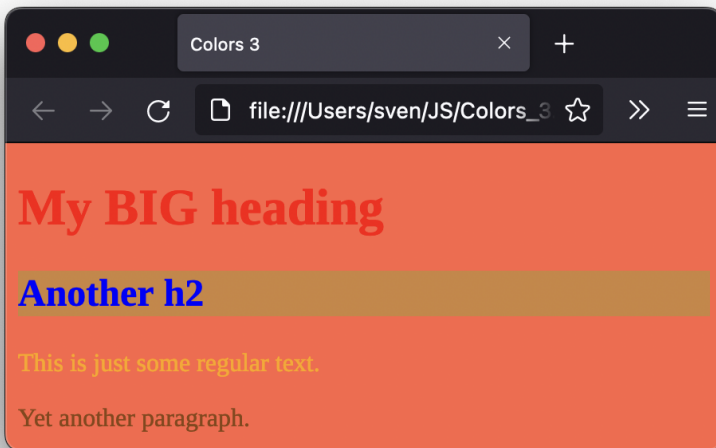 Colors 3
file:///Users/sven/JS/Colors_3
My BIG heading
Another h2
This is just some regular text.
Yet another paragraph.